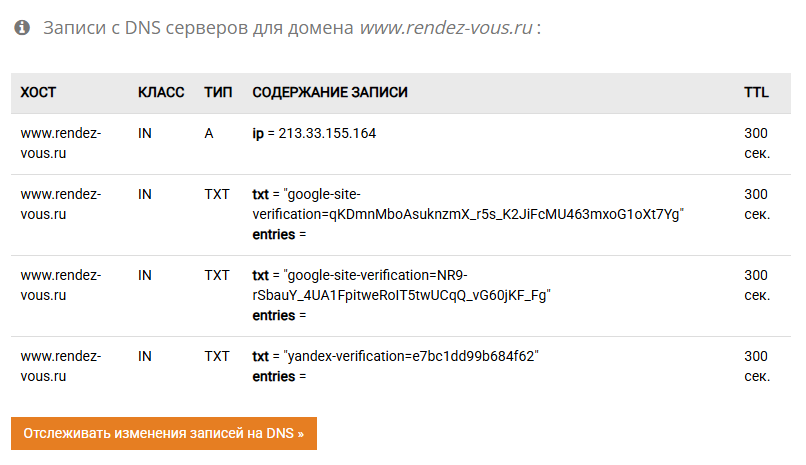 Записи с DNS серверов для домена www.rendez-vous.ru :
ХОСТ КЛАСС ТИП СОДЕРЖАНИЕ ЗАПИСИ TTL
www.rendez- IN A ip = 213.33.155.164 300
vous.ru сек.
www.rendez- IN TXT txt = "google-site- 300
vous.ru verification=qKDmnMboAsuknzmX_r5s_K2JiFcMU463mxoG1oXt7Yg" сек.
entries =
www.rendez- IN TXT txt = "google-site-verification=NR9- 300
vous.ru rSbauY_4UA1FpitweRoIT5twUCqQ_vG60jKF_Fg" сек.
entries =
www.rendez- IN TXT txt = "yandex-verification=e7bc1dd99b684f62" 300
vous.ru entries = сек.
Отслеживать изменения записей на DNS »